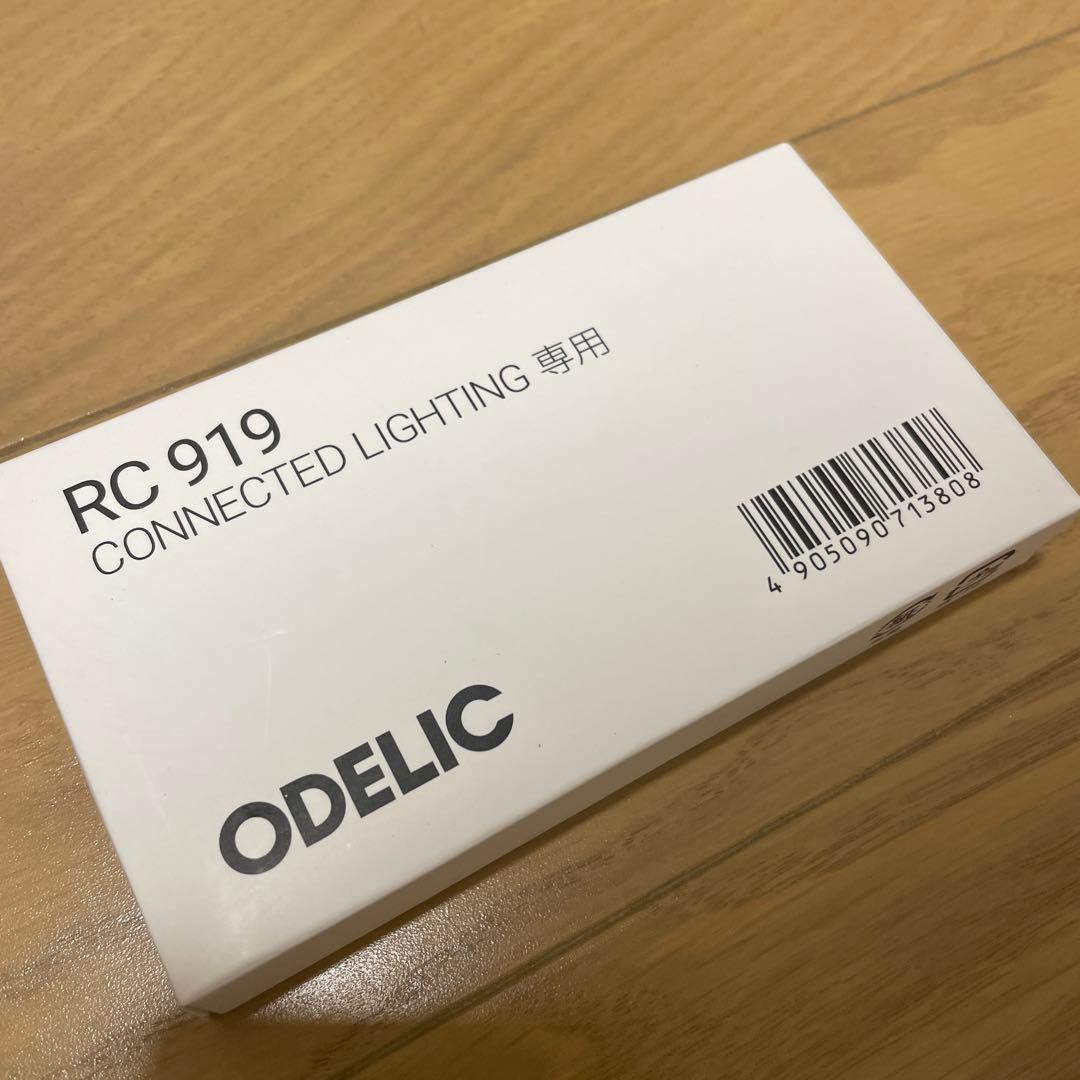 RC 919
CONNECTED LIGHTING 専用
4 905090 713808
ODELIC